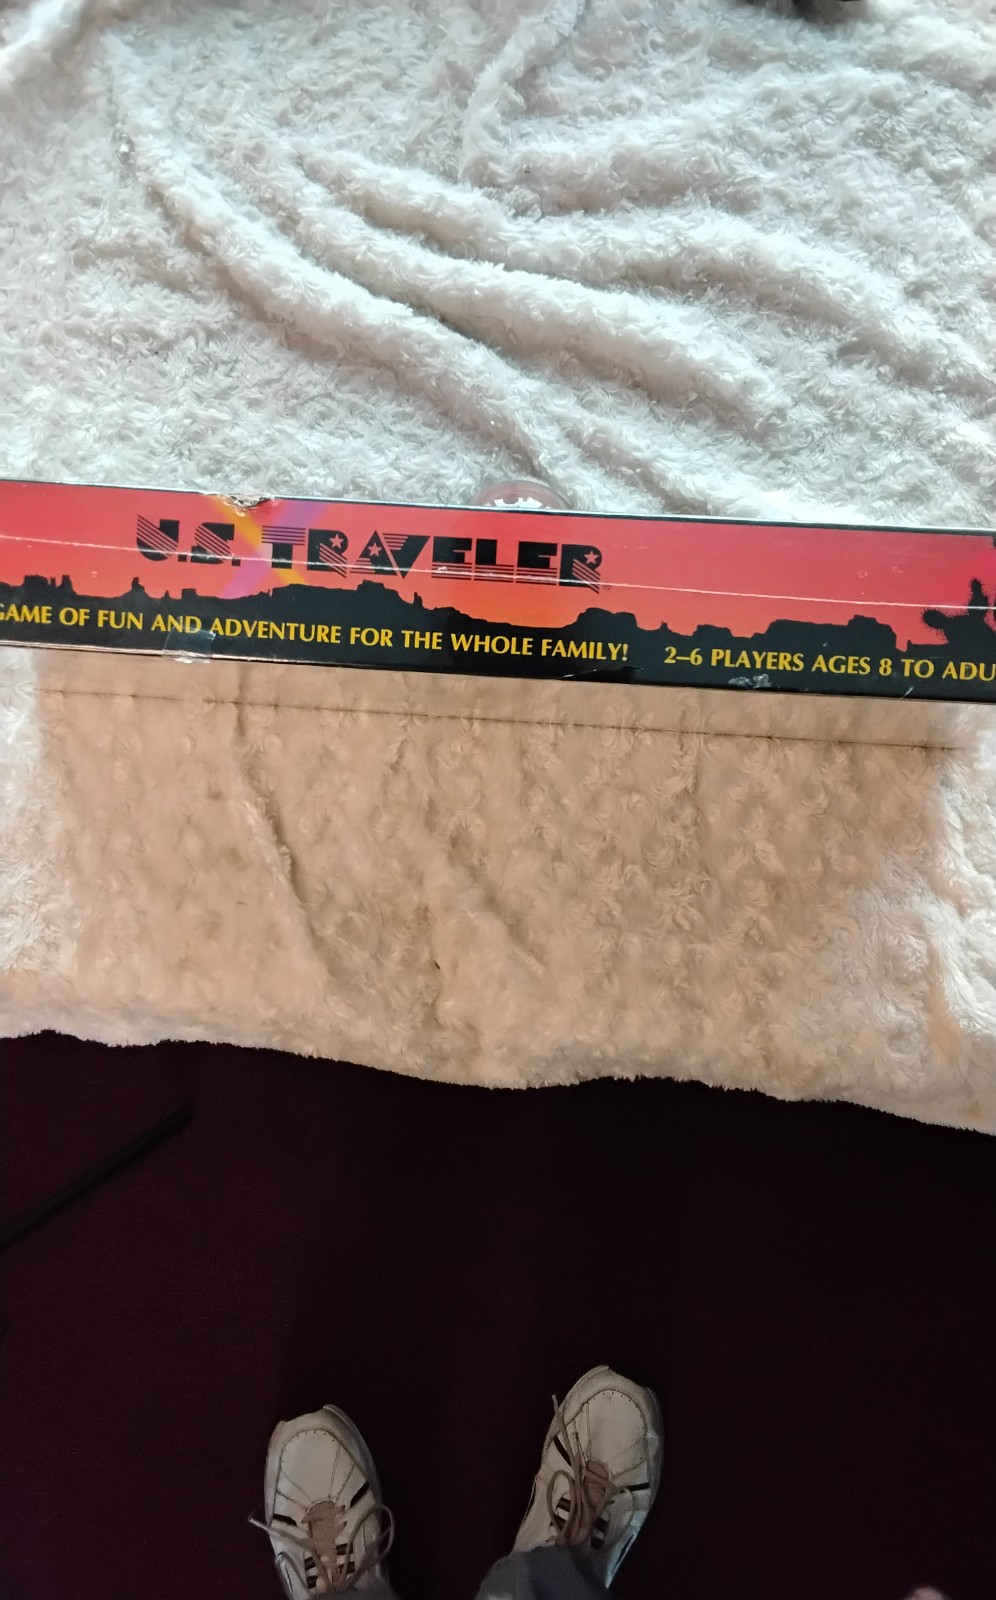 U.S. TRAVELER
GAME OF FUN AND ADVENTURE FOR THE WHOLE FAMILY! 2–6 PLAYERS AGES 8 TO ADU